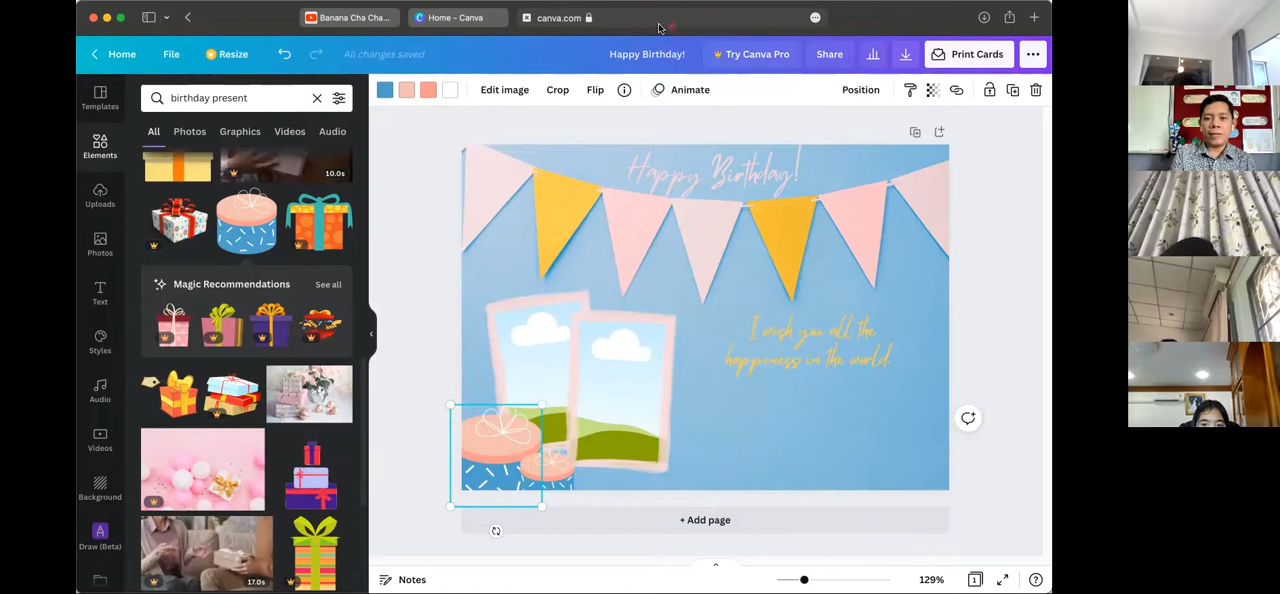 Banana Cha Cha...
Home - Canva
canva.com
Home
File
Resize
All changes saved
Happy Birthday!
Try Canva Pro
Share
Print Cards
Templates
Elements
Uploads
Photos
Text
Styles
Audio
Videos
Background
Draw (Beta)
birthday present
All
Photos
Graphics
Videos
Audio
10.0s
Magic Recommendations
See all
17.0s
Edit image
Crop
Flip
Animate
Position
Happy Birthday!
I wish you all the
happiness in the world.
+ Add page
Notes
129%
1